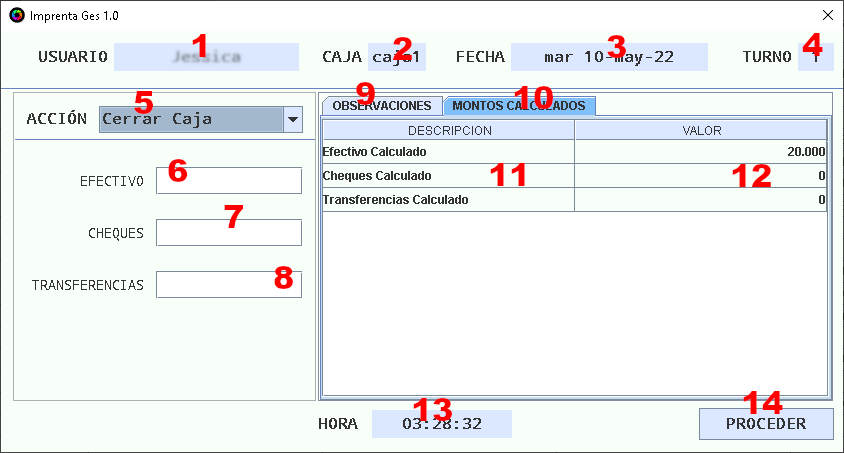 Imprenta Ges 1.0
1 2 3 4
USUARIO Jessica CAJA caja1 FECHA mar 10-may-22 TURNO 1
5 9 10
ACCIÓN Cerrar Caja OBSERVACIONES MONTOS CALCULADOS
DESCRIPCION VALOR
Efectivo Calculado 20.000
6 11 12
EFECTIVO Cheques Calculado 0
Transferencias Calculado 0
7
CHEQUES
8
TRANSFERENCIAS
13 14
HORA 03:28:32 PROCEDER